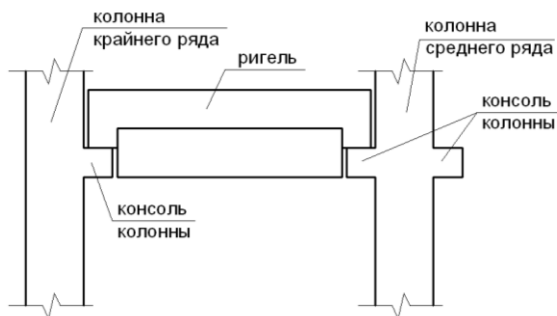 колонна
крайнего ряда
ригель
колонна
среднего ряда
консоль
колонны
консоль
колонны